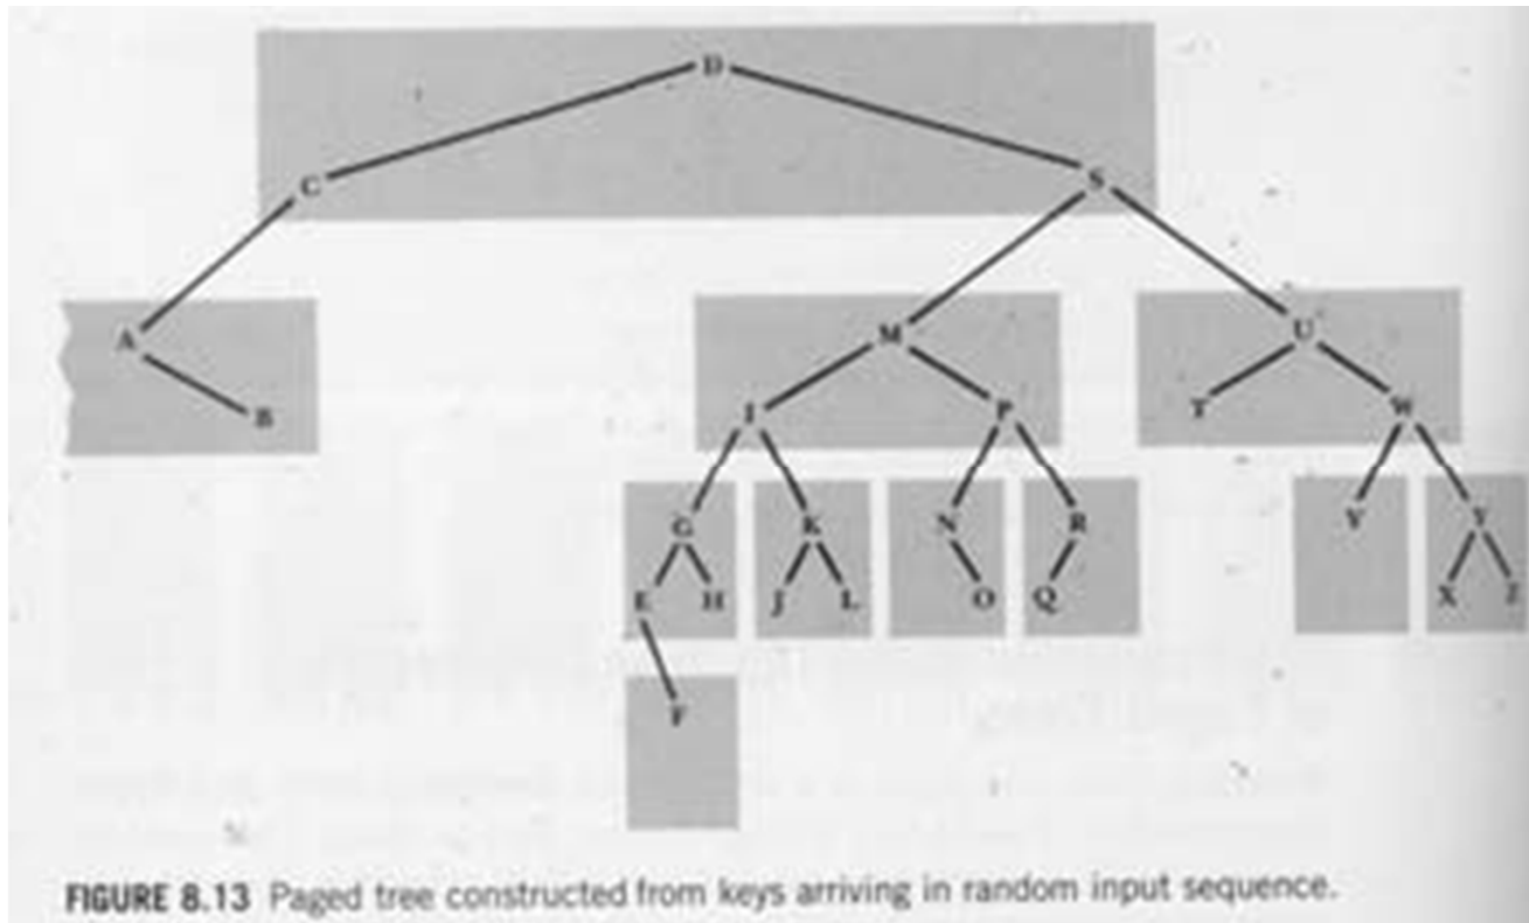 D
C S
A M U
B I P T W
G K N R V Y
E H J L O Q X Z
F
FIGURE 8.13 Paged tree constructed from keys arriving in random input sequence.